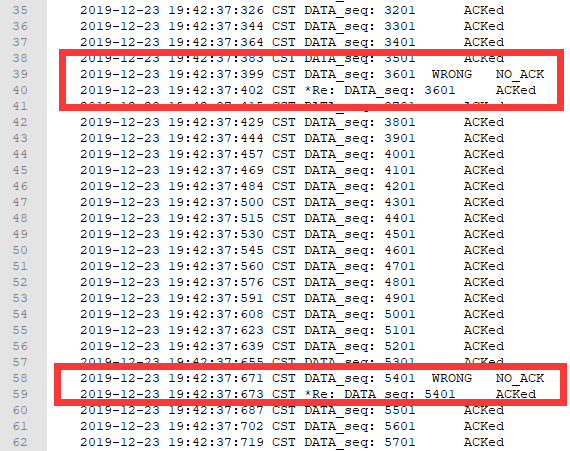 35 2019-12-23 19:42:37:326 CST DATA_seq: 3201 ACKed
36 2019-12-23 19:42:37:344 CST DATA_seq: 3301 ACKed
37 2019-12-23 19:42:37:364 CST DATA_seq: 3401 ACKed
38 2019-12-23 19:42:37:383 CST DATA_seq: 3501 ACKed
39 2019-12-23 19:42:37:399 CST DATA_seq: 3601 WRONG NO_ACK
40 2019-12-23 19:42:37:402 CST *Re: DATA_seq: 3601 ACKed
41 2019-12-23 19:42:37:415 CST DATA_seq: 3701 ACKed
42 2019-12-23 19:42:37:429 CST DATA_seq: 3801 ACKed
43 2019-12-23 19:42:37:444 CST DATA_seq: 3901 ACKed
44 2019-12-23 19:42:37:457 CST DATA_seq: 4001 ACKed
45 2019-12-23 19:42:37:469 CST DATA_seq: 4101 ACKed
46 2019-12-23 19:42:37:484 CST DATA_seq: 4201 ACKed
47 2019-12-23 19:42:37:500 CST DATA_seq: 4301 ACKed
48 2019-12-23 19:42:37:515 CST DATA_seq: 4401 ACKed
49 2019-12-23 19:42:37:530 CST DATA_seq: 4501 ACKed
50 2019-12-23 19:42:37:545 CST DATA_seq: 4601 ACKed
51 2019-12-23 19:42:37:560 CST DATA_seq: 4701 ACKed
52 2019-12-23 19:42:37:576 CST DATA_seq: 4801 ACKed
53 2019-12-23 19:42:37:591 CST DATA_seq: 4901 ACKed
54 2019-12-23 19:42:37:608 CST DATA_seq: 5001 ACKed
55 2019-12-23 19:42:37:623 CST DATA_seq: 5101 ACKed
56 2019-12-23 19:42:37:639 CST DATA_seq: 5201 ACKed
57 2019-12-23 19:42:37:655 CST DATA_seq: 5301 ACKed
58 2019-12-23 19:42:37:671 CST DATA_seq: 5401 WRONG NO_ACK
59 2019-12-23 19:42:37:673 CST *Re: DATA_seq: 5401 ACKed
60 2019-12-23 19:42:37:687 CST DATA_seq: 5501 ACKed
61 2019-12-23 19:42:37:702 CST DATA_seq: 5601 ACKed
62 2019-12-23 19:42:37:719 CST DATA_seq: 5701 ACKed